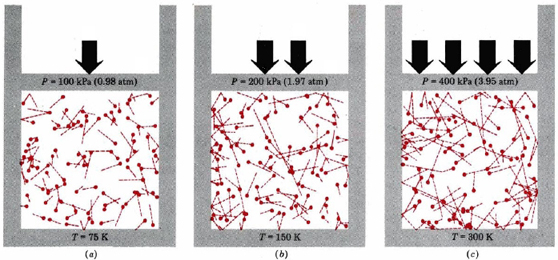 P = 100 kPa (0.98 atm)
T = 75 K
(a)
P = 200 kPa (1.97 atm)
T = 150 K
(b)
P = 400 kPa (3.95 atm)
T = 300 K
(c)